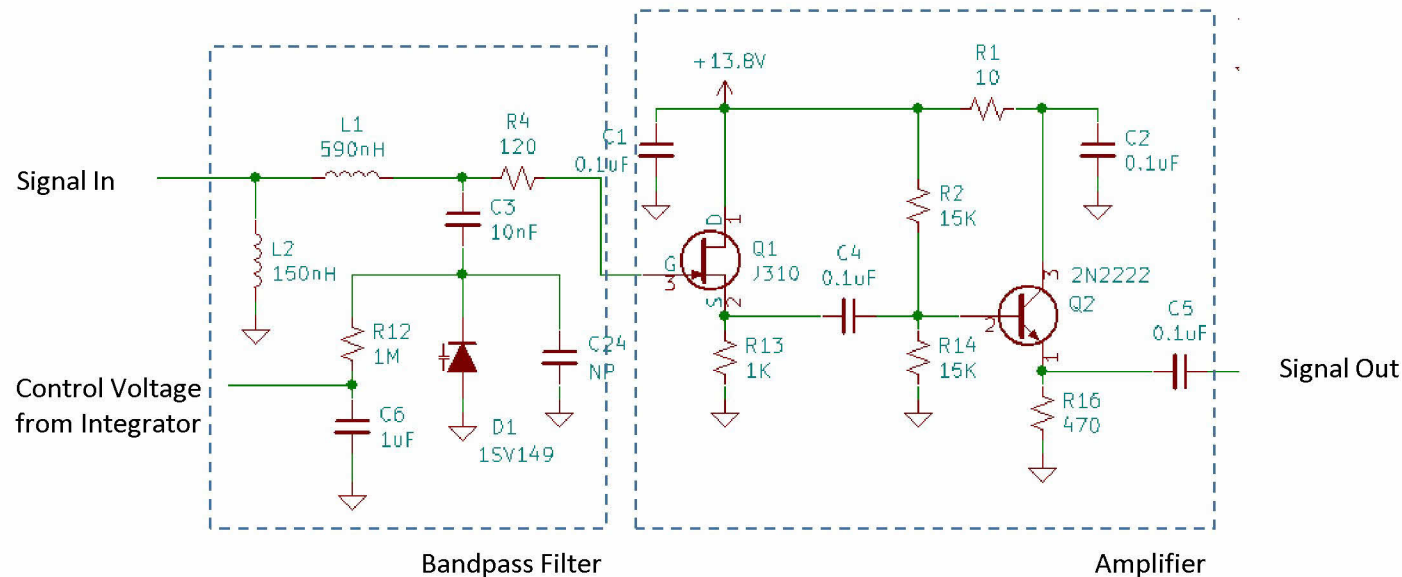 +13.8V
R1
10
L1
590nH
R4
120
C1
0.1uF
C2
0.1uF
Signal In
C3
10nF
R2
15K
L2
150nH
D
1
G
3
Q1
J310
S
2
C4
0.1uF
3
2N2222
Q2
2
1
C5
0.1uF
R12
1M
C24
NP
R13
1K
R14
15K
Signal Out
Control Voltage
from Integrator
C6
1uF
D1
1SV149
R16
470
Bandpass Filter
Amplifier